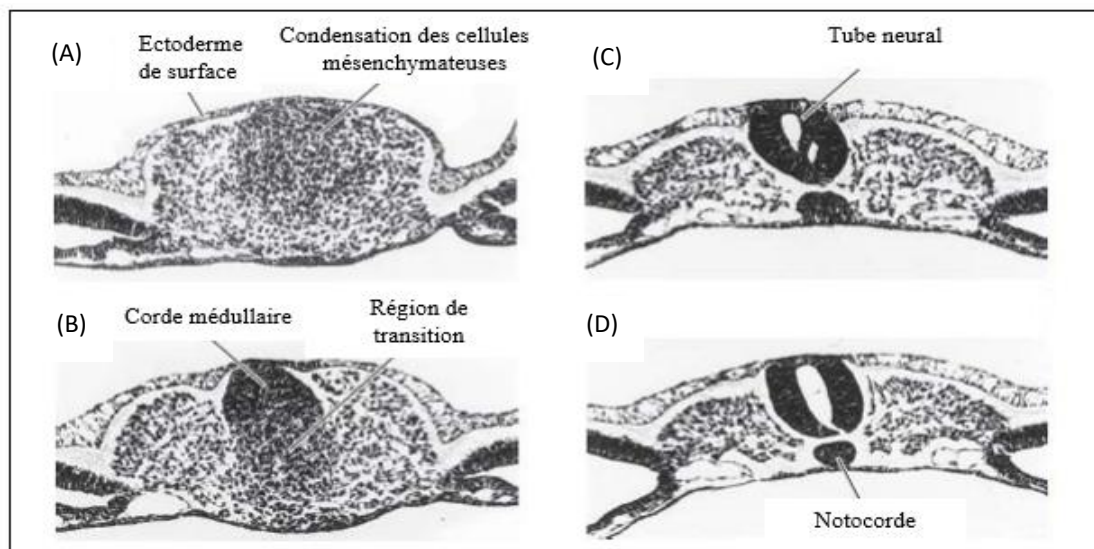 (A)
Ectoderme
de surface
Condensation des cellules
mésenchymateuses
(B)
Corde médullaire
Région de
transition
(C)
Tube neural
(D)
Notocorde